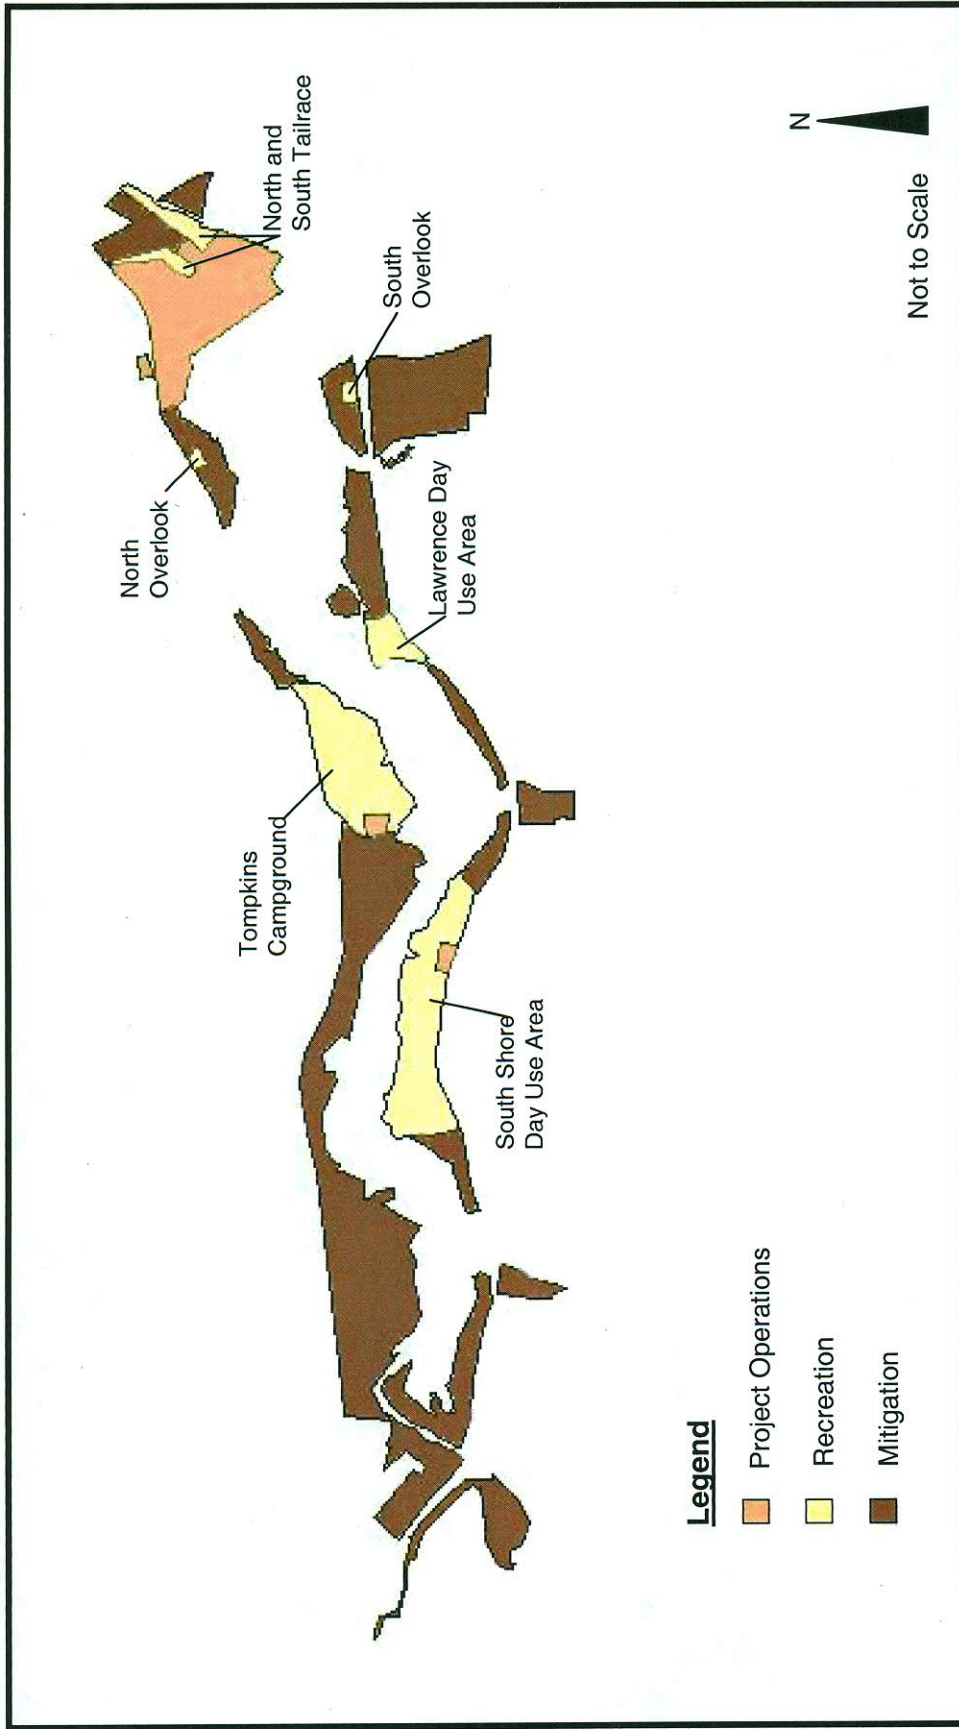 North and
South Tailrace
North
Overlook
South
Overlook
Lawrence Day
Use Area
Tompkins
Campground
South Shore
Day Use Area
Legend
Project Operations
Recreation
Mitigation
N
Not to Scale